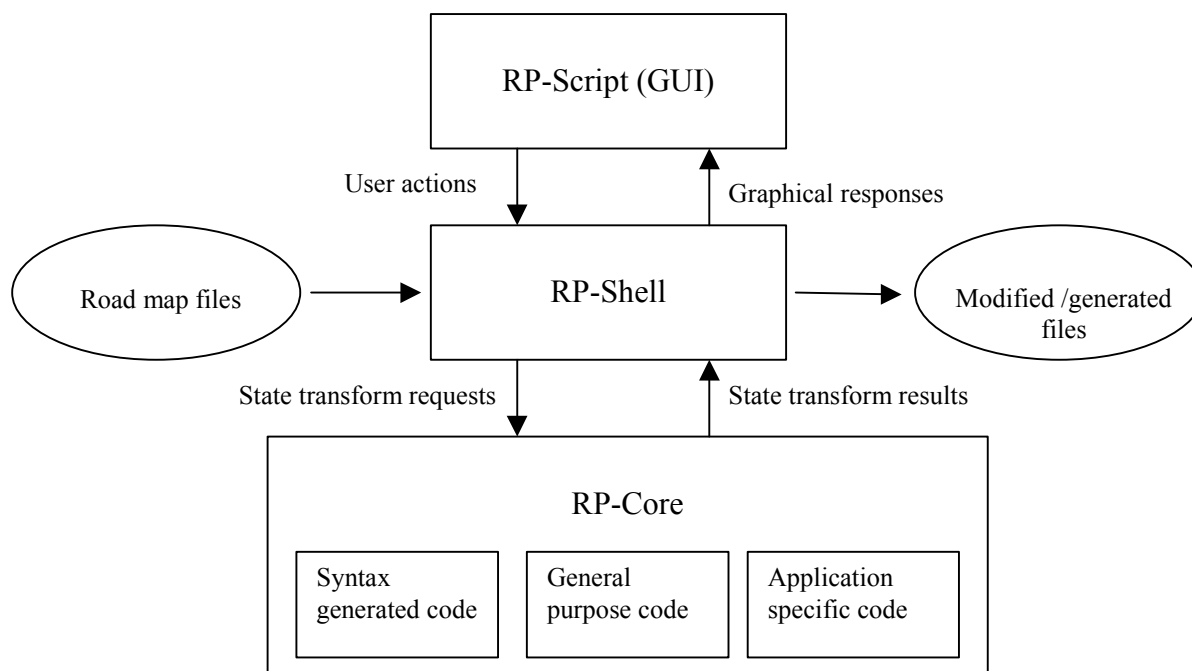 RP-Script (GUI)
User actions
Graphical responses
Road map files
RP-Shell
Modified /generated
files
State transform requests
State transform results
RP-Core
Syntax
generated code
General
purpose code
Application
specific code